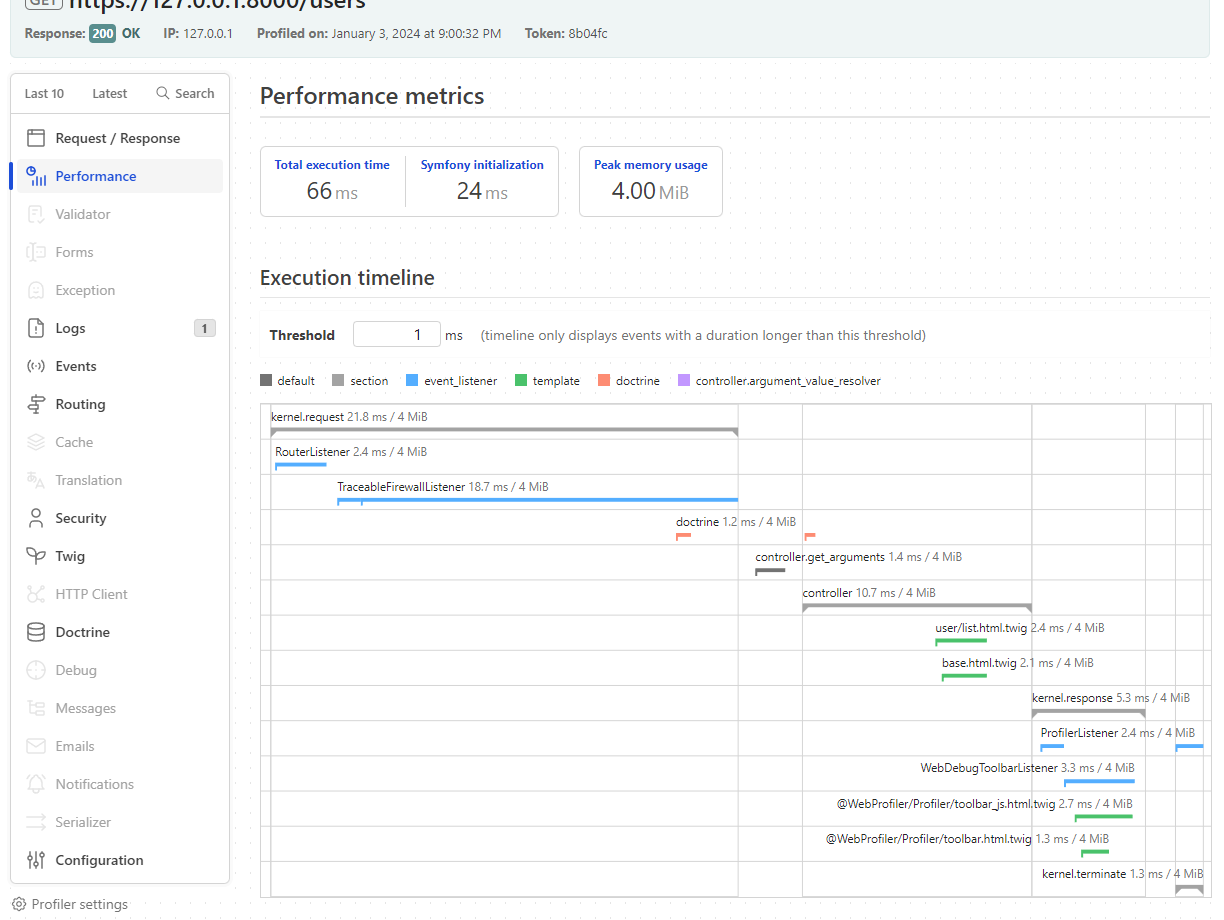 GET https://127.0.0.1:8000/users
Response: 200 OK IP: 127.0.0.1 Profiled on: January 3, 2024 at 9:00:32 PM Token: 8b04fc
Last 10 Latest Search
Request / Response
Performance
Validator
Forms
Exception
Logs 1
Events
Routing
Cache
Translation
Security
Twig
HTTP Client
Doctrine
Debug
Messages
Emails
Notifications
Serializer
Configuration
Profiler settings
Performance metrics
Total execution time Symfony initialization Peak memory usage
66 ms 24 ms 4.00 MiB
Execution timeline
Threshold 1 ms (timeline only displays events with a duration longer than this threshold)
default section event_listener template doctrine controller.argument_value_resolver
kernel.request 21.8 ms / 4 MiB
RouterListener 2.4 ms / 4 MiB
TraceableFirewallListener 18.7 ms / 4 MiB
doctrine 1.2 ms / 4 MiB
controller.get_arguments 1.4 ms / 4 MiB
controller 10.7 ms / 4 MiB
user/list.html.twig 2.4 ms / 4 MiB
base.html.twig 2.1 ms / 4 MiB
kernel.response 5.3 ms / 4 MiB
ProfilerListener 2.4 ms / 4 MiB
WebDebugToolbarListener 3.3 ms / 4 MiB
@WebProfiler/Profiler/toolbar_js.html.twig 2.7 ms / 4 MiB
@WebProfiler/Profiler/toolbar.html.twig 1.3 ms / 4 MiB
kernel.terminate 1.3 ms / 4 MiB